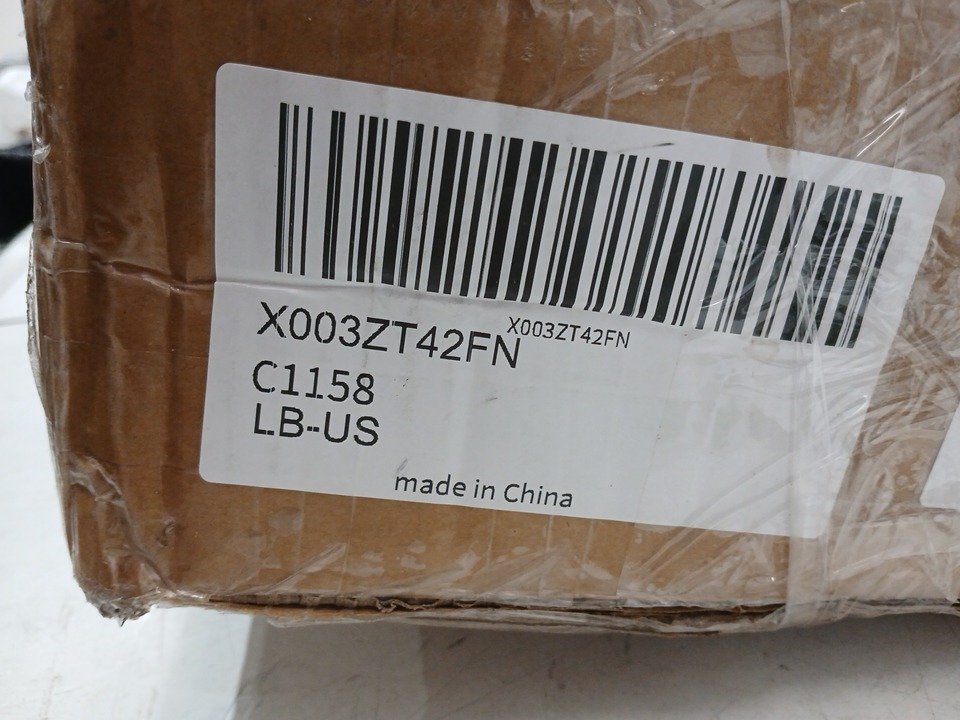 X003ZT42FN
X003ZT42FN
C1158
LB-US
made in China